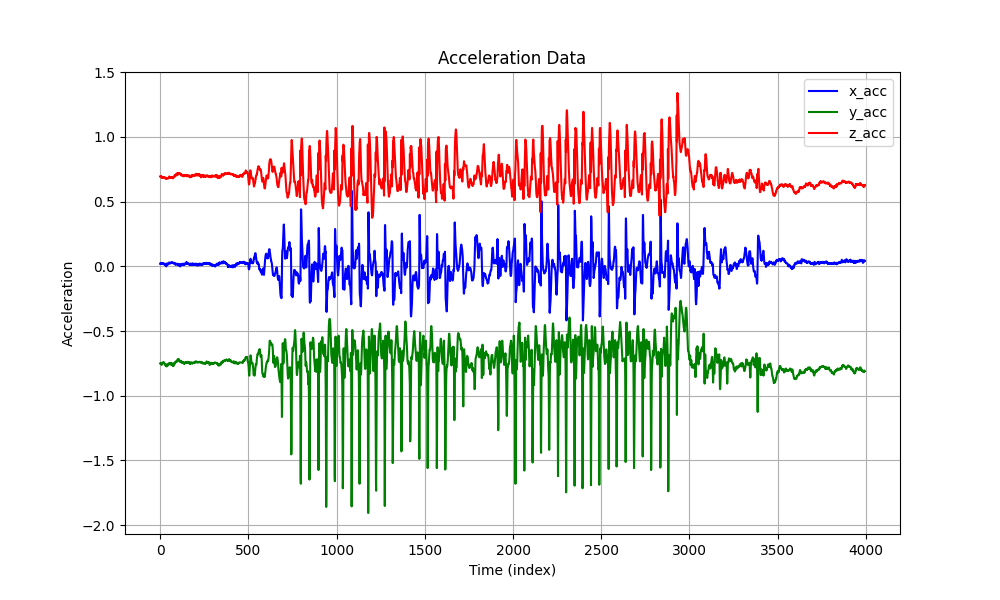 Acceleration Data
1.5
1.0
0.5
0.0
−0.5
−1.0
−1.5
−2.0
Acceleration
x_acc
y_acc
z_acc
0 500 1000 1500 2000 2500 3000 3500 4000
Time (index)